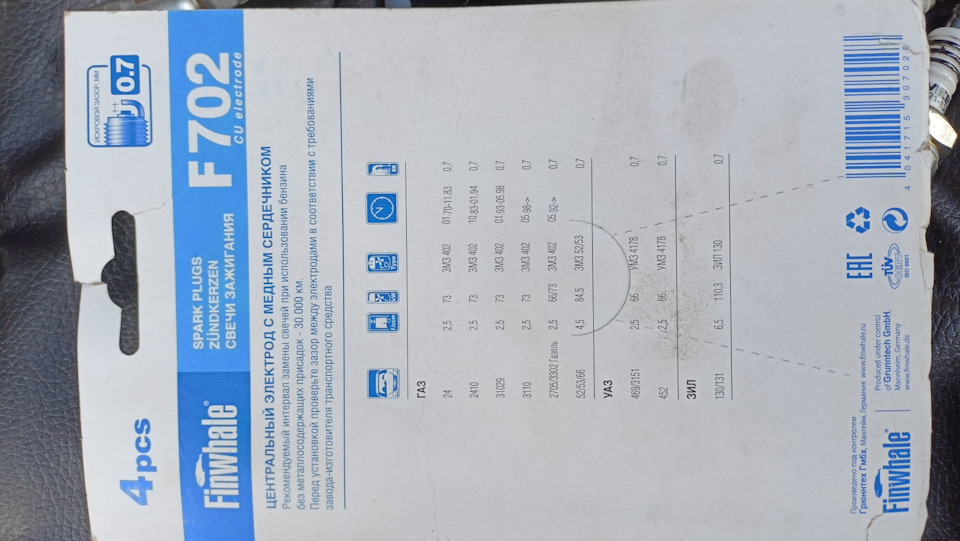 4pcs
ИСКРОВОЙ ЗАЗОР, ММ
0.7
Finwhale®
SPARK PLUGS
ZÜNDKERZEN
СВЕЧИ ЗАЖИГАНИЯ
F 702
CU electrode
ЦЕНТРАЛЬНЫЙ ЭЛЕКТРОД С МЕДНЫМ СЕРДЕЧНИКОМ
Рекомендуемый интервал замены свечей при использовании бензина
без металлосодержащих присадок - 30.000 км.
Перед установкой проверьте зазор между электродами в соответствии с требованиями
завода-изготовителя транспортного средства
ГАЗ
24 2,5 73 ЗМЗ 402 01.70-11.83 0,7
2410 2,5 73 ЗМЗ 402 10.83-01.94 0,7
31029 2,5 73 ЗМЗ 402 01.93-05.98 0,7
3110 2,5 73 ЗМЗ 402 05.98-> 0,7
2705/3302 Газель 2,5 66/73 ЗМЗ 402 05.92-> 0,7
52/53/66 4,5 84,5 ЗМЗ 52/53 0,7
УАЗ
469/3151 2,5 66 УМЗ 4178 0,7
452 2,5 66 УМЗ 4178 0,7
ЗИЛ
130/131 6,5 110,3 ЗИЛ 130 0,7
Произведено под контролем
Грюннтех Гмбх, Мангейм, Германия www.finwhale.ru
Finwhale®
Produced under control
of Grunntech GmbH,
Mannheim, Germany
www.finwhale.de
EAC
TÜV
CERT
ISO 9001
4 041715 307026